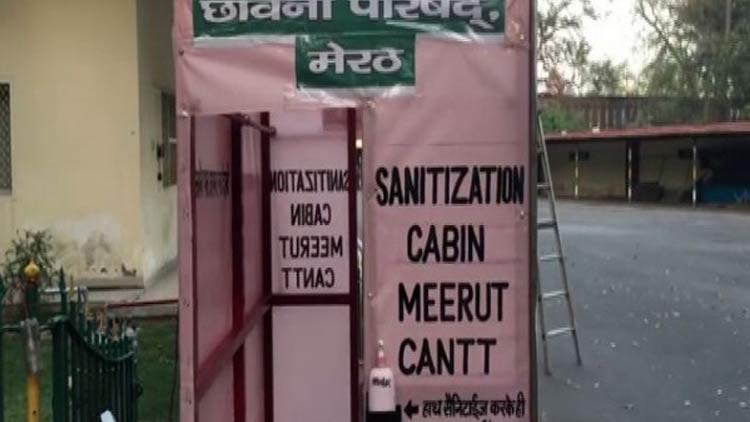 छावनी परिषद्,
मेरठ
SANITIZATION
CABIN
MEERUT
CANTT
SANITIZATION
CABIN
MEERUT
CANTT
← हाथ सैनिटाईज करके ही